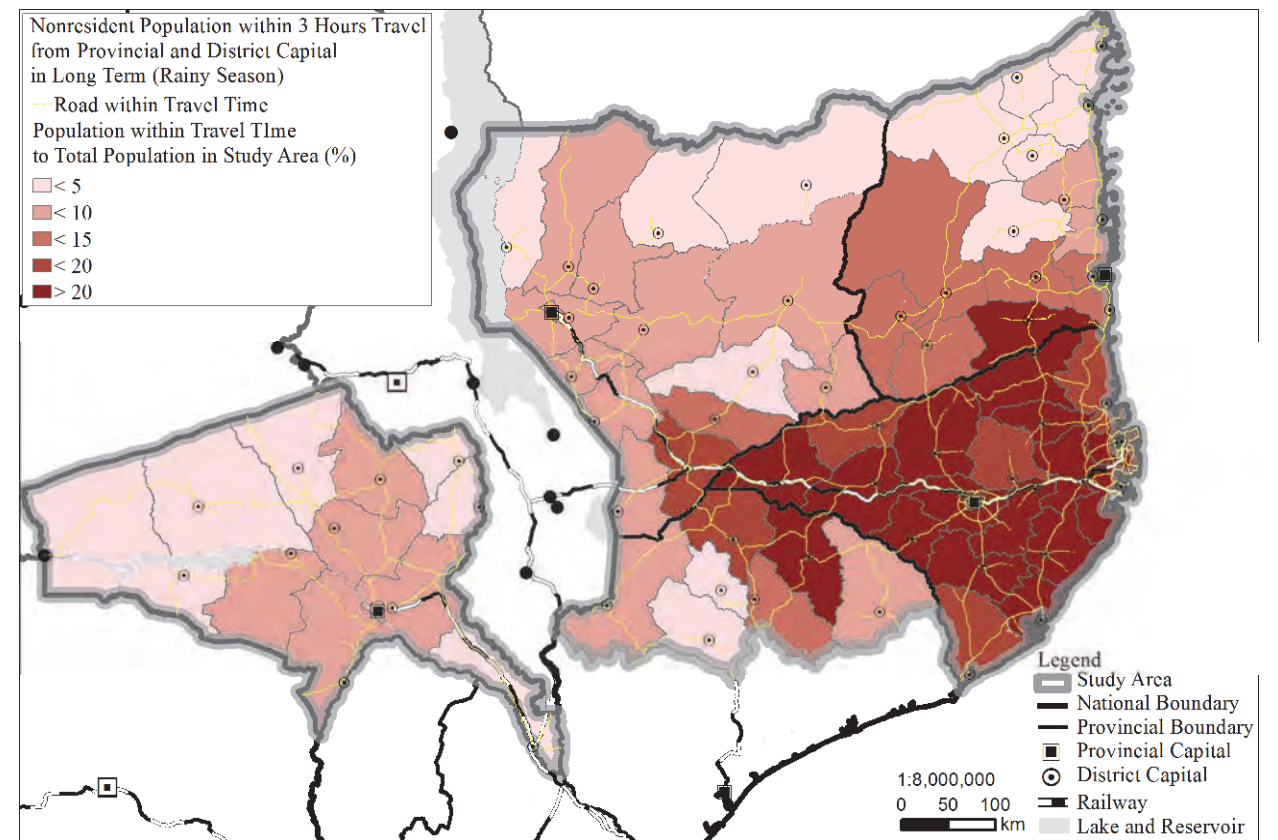 Nonresident Population within 3 Hours Travel
from Provincial and District Capital
in Long Term (Rainy Season)
Road within Travel Time
Population within Travel TIme
to Total Population in Study Area (%)
< 5
< 10
< 15
< 20
> 20
Legend
Study Area
National Boundary
Provincial Boundary
Provincial Capital
District Capital
Railway
Lake and Reservoir
1:8,000,000
0 50 100
km